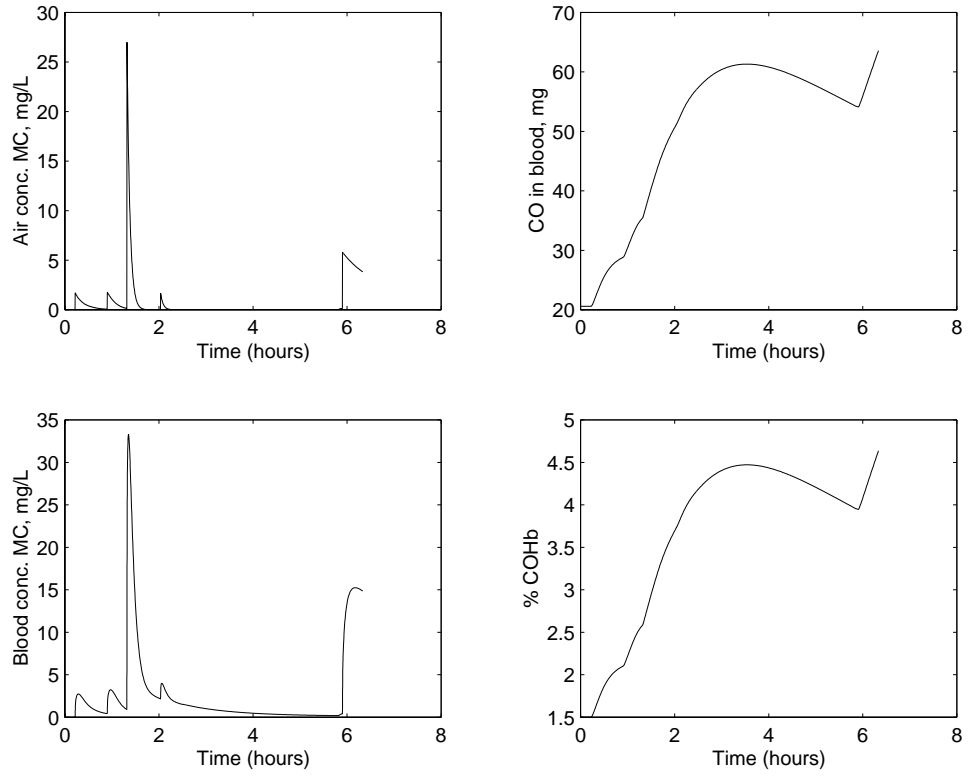 Air conc. MC, mg/L
30
25
20
15
10
5
0
0 2 4 6 8
Time (hours)
CO in blood, mg
70
60
50
40
30
20
0 2 4 6 8
Time (hours)
Blood conc. MC, mg/L
35
30
25
20
15
10
5
0
0 2 4 6 8
Time (hours)
% COHb
5
4.5
4
3.5
3
2.5
2
1.5
0 2 4 6 8
Time (hours)